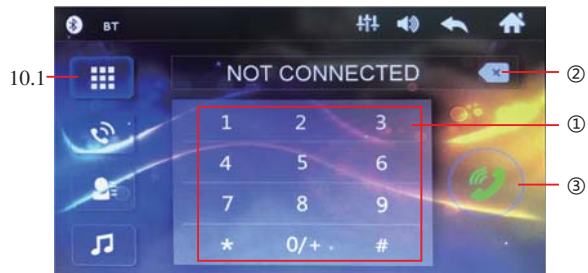 BT
10.1
NOT CONNECTED
②
1 2 3
①
4 5 6
③
7 8 9
* 0/+ #